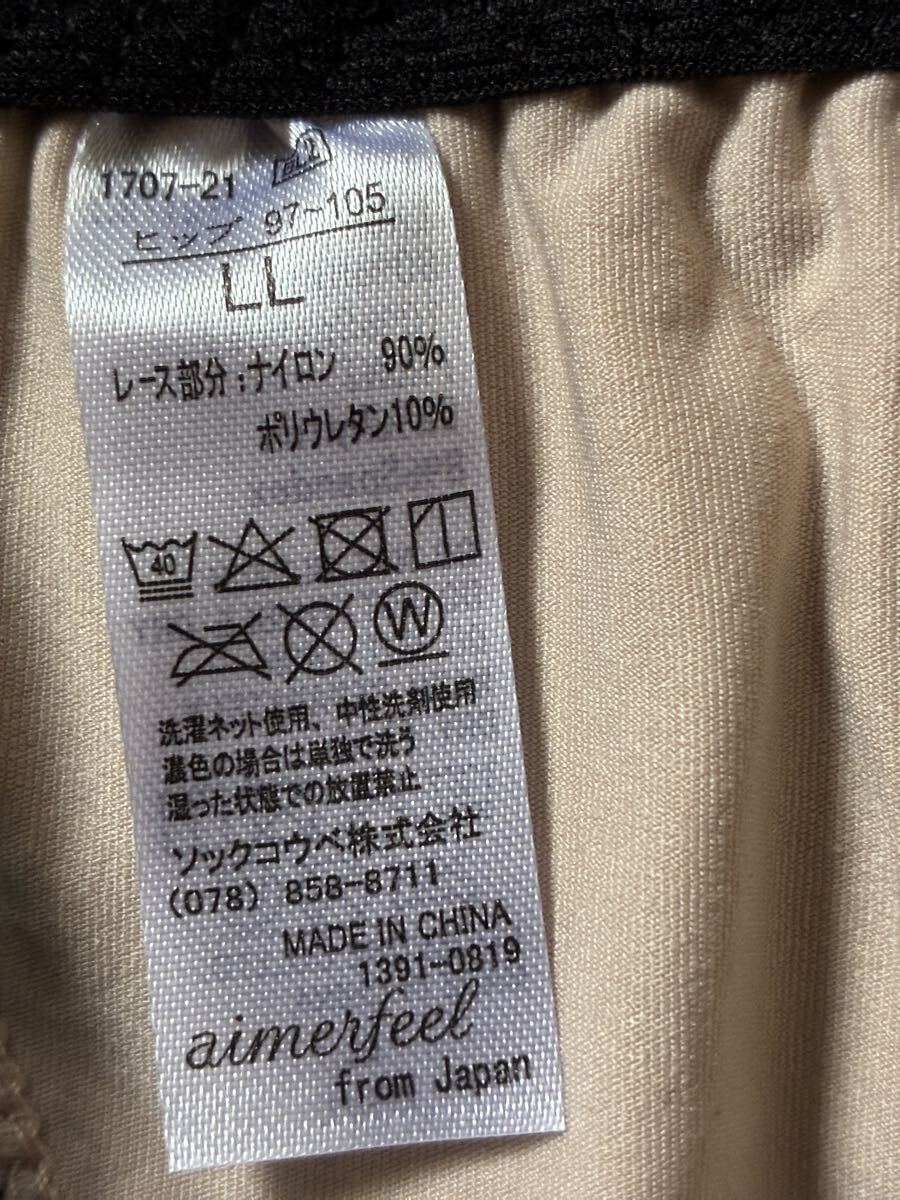 1707-21
ヒップ 97~105
LL
レース部分:ナイロン 90%
ポリウレタン10%
40
W
洗濯ネット使用、中性洗剤使用
濃色の場合は単独で洗う
湿った状態での放置禁止
ソックコウベ株式会社
(078) 858-8711
MADE IN CHINA
1391-0819
aimerfeel
from Japan